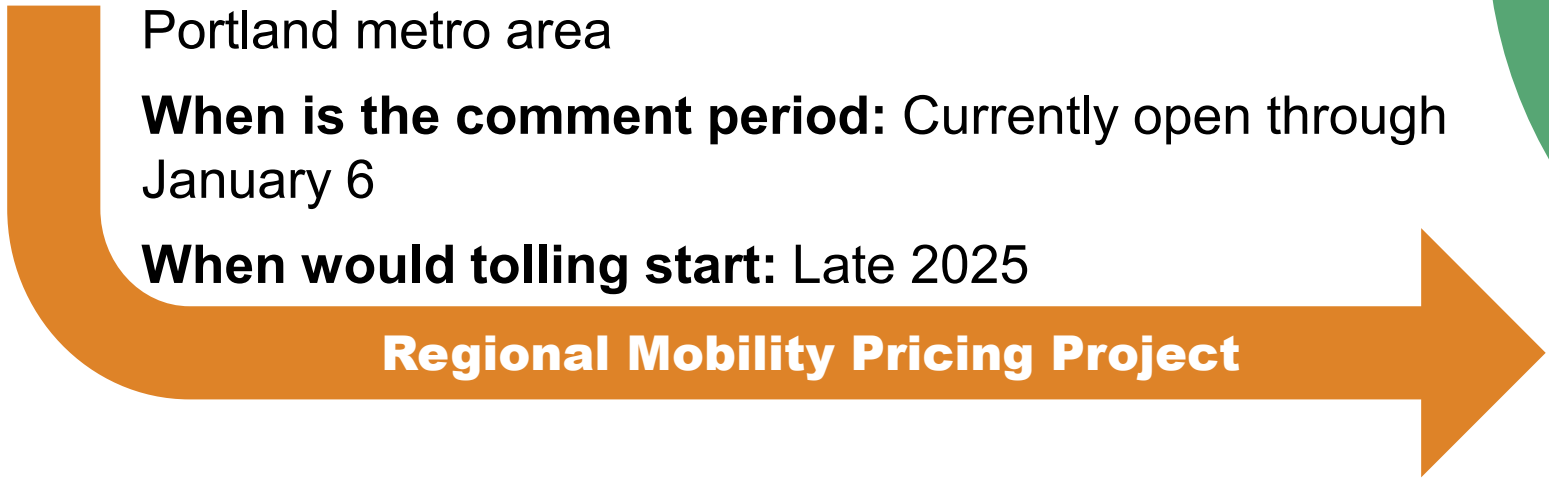 Portland metro area
When is the comment period: Currently open through
January 6
When would tolling start: Late 2025
Regional Mobility Pricing Project